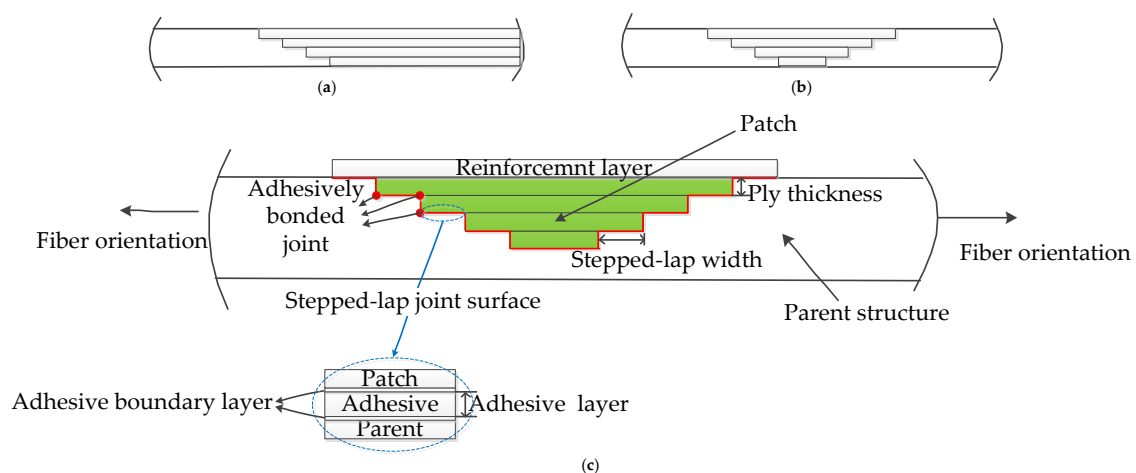 (a)
(b)
Patch
Reinforcemnt layer
Adhesively
bonded
joint
Ply thickness
Fiber orientation
Fiber orientation
Stepped-lap width
Stepped-lap joint surface
Parent structure
Patch
Adhesive boundary layer
Adhesive
Adhesive layer
Parent
(c)